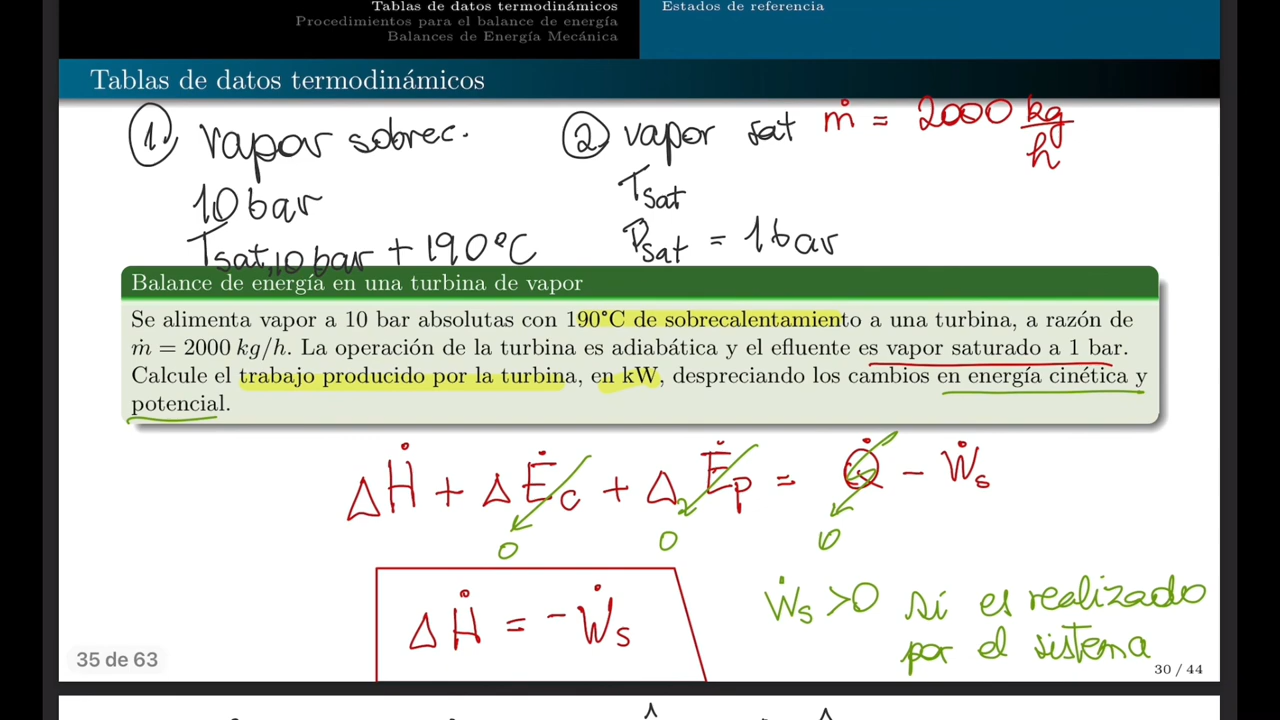 Tablas de datos termodinámicos
Procedimientos para el balance de energía
Balances de Energía Mecánica
Estados de referencia
Tablas de datos termodinámicos
1. vapor sobrec.
10 bar
Tsat,10 bar + 190°C
2) vapor sat
Tsat
Psat = 1 bar
ṁ = 2000 kg/h
Balance de energía en una turbina de vapor
Se alimenta vapor a 10 bar absolutas con 190°C de sobrecalentamiento a una turbina, a razón de
ṁ = 2000 kg/h. La operación de la turbina es adiabática y el efluente es vapor saturado a 1 bar.
Calcule el trabajo producido por la turbina, en kW, despreciando los cambios en energía cinética y
potencial.
ΔḢ + ΔĖc + ΔĖp = Q̇ − Ẇs
0 0 0
ΔḢ = −Ẇs
Ẇs >0 si es realizado
por el sistema
35 de 63
30 / 44